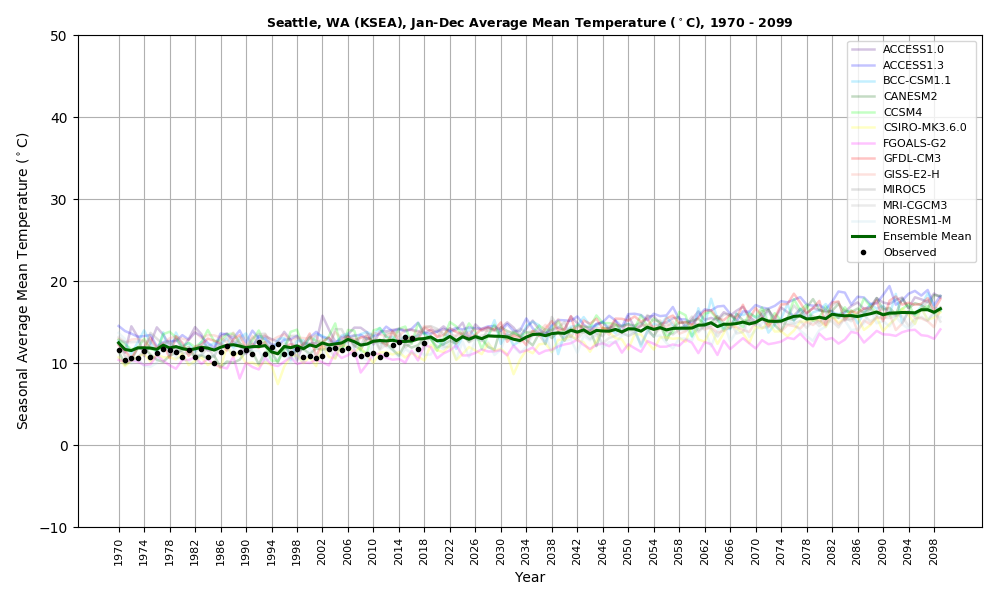 Seattle, WA (KSEA), Jan-Dec Average Mean Temperature (°C), 1970 - 2099
Seasonal Average Mean Temperature (°C)
50
40
30
20
10
0
−10
ACCESS1.0
ACCESS1.3
BCC-CSM1.1
CANESM2
CCSM4
CSIRO-MK3.6.0
FGOALS-G2
GFDL-CM3
GISS-E2-H
MIROC5
MRI-CGCM3
NORESM1-M
Ensemble Mean
Observed
1970 1974 1978 1982 1986 1990 1994 1998 2002 2006 2010 2014 2018 2022 2026 2030 2034 2038 2042 2046 2050 2054 2058 2062 2066 2070 2074 2078 2082 2086 2090 2094 2098
Year